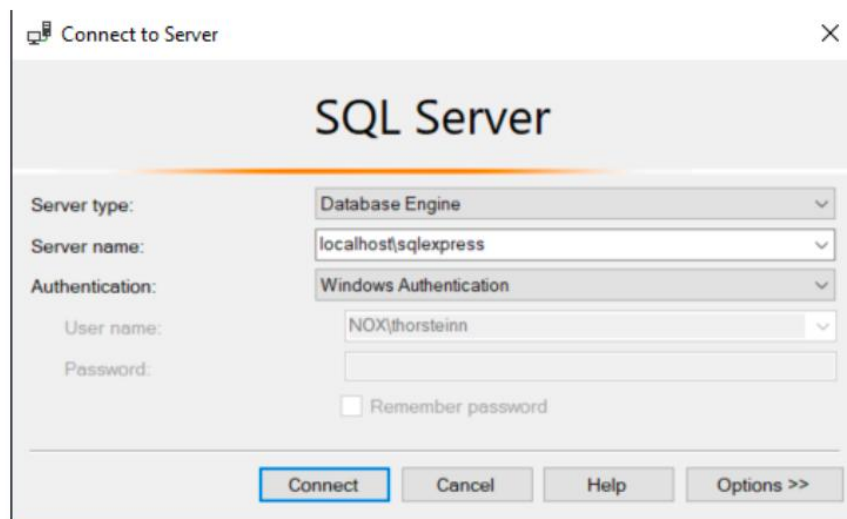 Connect to Server
SQL Server
Server type: Database Engine
Server name: localhost\sqlexpress
Authentication: Windows Authentication
User name: NOX\thorsteinn
Password:
Remember password
Connect Cancel Help Options >>